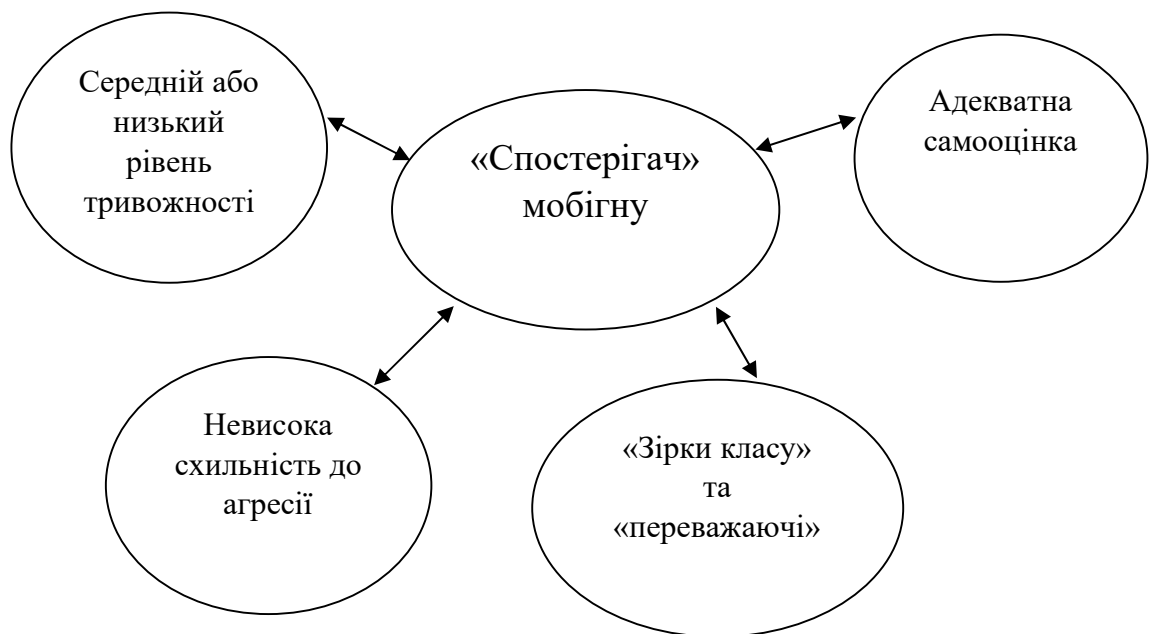 Середній або
низький
рівень
тривожності
«Спостерігач»
мобігну
Адекватна
самооцінка
Невисока
схильність до
агресії
«Зірки класу»
та
«переважаючі»